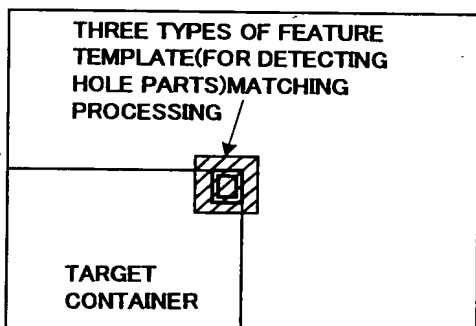 THREE TYPES OF FEATURE
TEMPLATE(FOR DETECTING
HOLE PARTS)MATCHING
PROCESSING
TARGET
CONTAINER